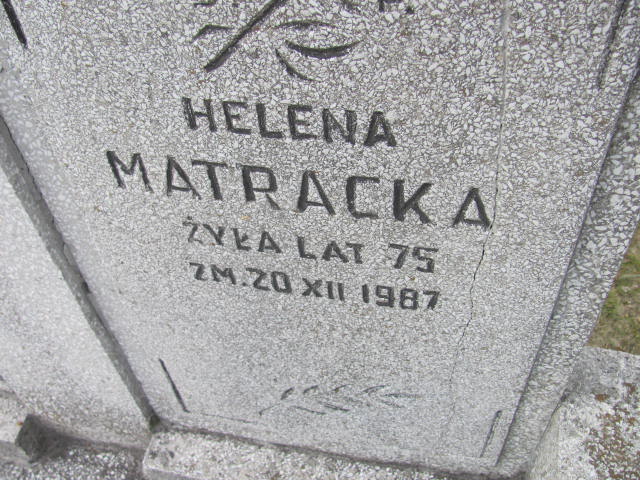 P.
HELENA
MATRACKA
ŻYŁA LAT 75
ZM. 20 XII 1987